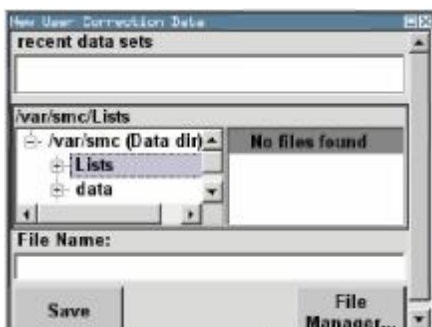 New User Correction Data
recent data sets
/var/smc/Lists
/var/smc (Data dir)
No files found
Lists
data
File Name:
Save
File
Manager...